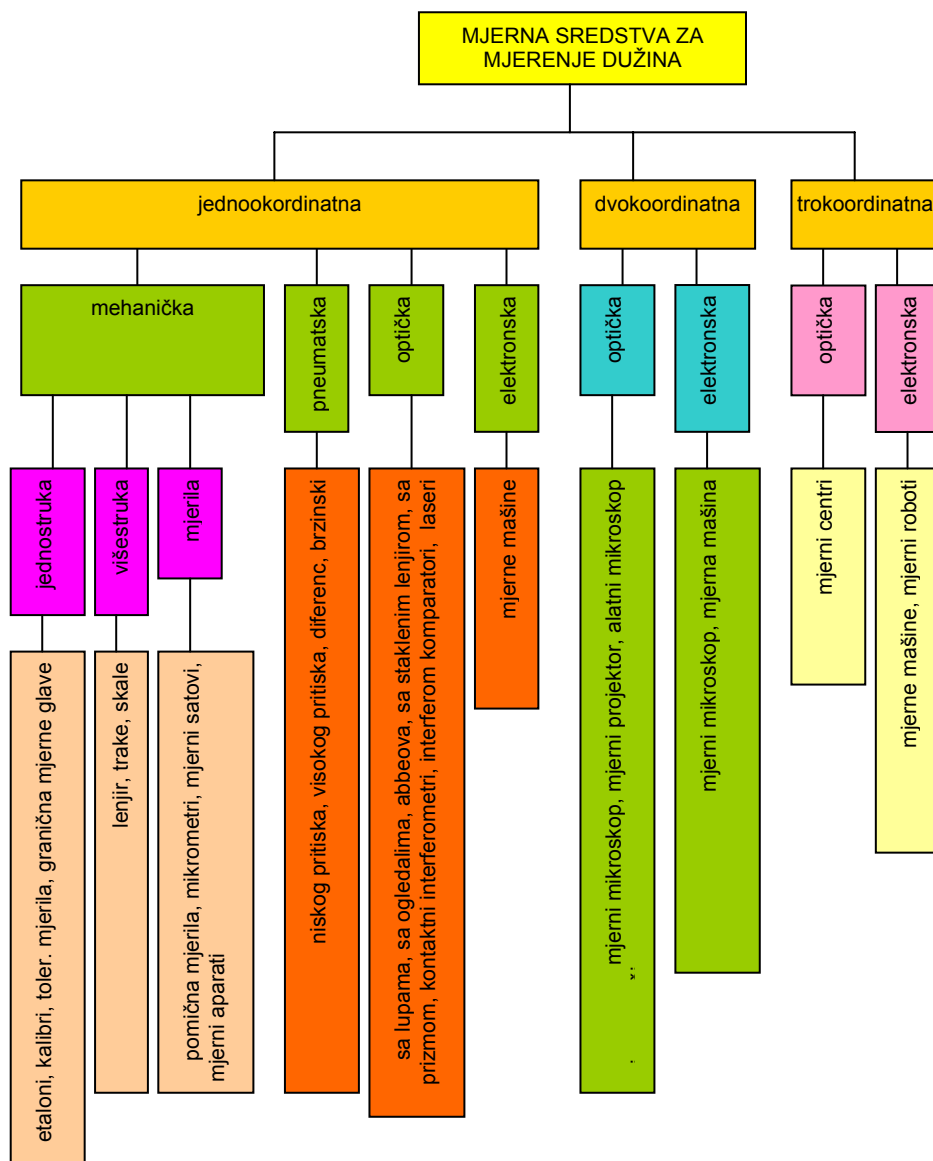 MJERNA SREDSTVA ZA
MJERENJE DUŽINA
jednookordinatna
dvokoordinatna
trokoordinatna
mehanička
pneumatska
optička
elektronska
optička
elektronska
optička
elektronska
jednostruka
višestruka
mjerila
niskog pritiska, visokog pritiska, diferenc, brzinski
sa lupama, sa ogledalima, abbeova, sa staklenim lenjirom, sa
prizmom, kontaktni interferometri, interferom komparatori, laseri
mjerne mašine
mjerni mikroskop, mjerni projektor, alatni mikroskop
mjerni mikroskop, mjerna mašina
mjerni centri
mjerne mašine, mjerni roboti
etaloni, kalibri, toler. mjerila, granična mjerne glave
lenjir, trake, skale
pomična mjerila, mikrometri, mjerni satovi,
mjerni aparati